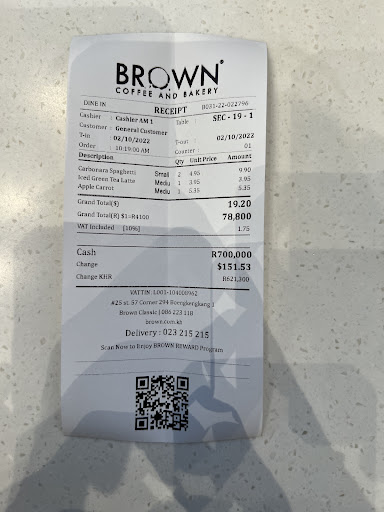 BROWN
COFFEE AND BAKERY
DINE IN RECEIPT B031-22-022796
Cashier : Cashier AM 1 Table : SEC - 19 - 1
Customer : General Customer
T-in : 02/10/2022 T-out : 02/10/2022
Order : 10:19:00 AM Counter : 01
Description Qty Unit Price Amount
Carbonara Spaghetti Small 2 4.95 9.90
Iced Green Tea Latte Mediu 1 3.95 3.95
Apple Carrot Mediu 1 5.35 5.35
Grand Total($) 19.20
Grand Total(R) $1=R4100 78,800
VAT Included [10%] 1.75
Cash R700,000
Change $151.53
Change KHR R621,300
VATTIN: L001-104008962
#25 st. 57 Corner 294 Boengkengkang 1
Brown Classic | 086 223 118
brown.com.kh
Delivery : 023 215 215
Scan Now to Enjoy BROWN REWARD Program